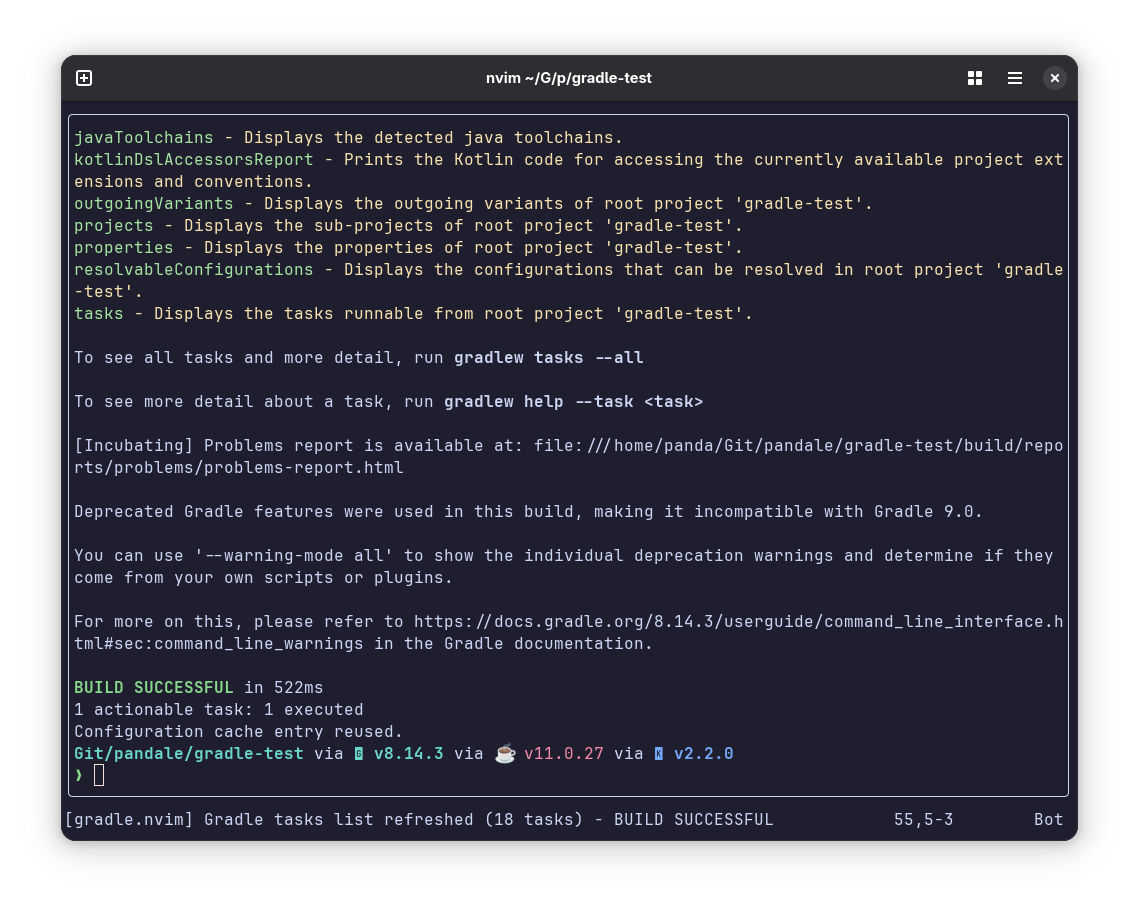 nvim ~/G/p/gradle-test
javaToolchains - Displays the detected java toolchains.
kotlinDslAccessorsReport - Prints the Kotlin code for accessing the currently available project ext
ensions and conventions.
outgoingVariants - Displays the outgoing variants of root project 'gradle-test'.
projects - Displays the sub-projects of root project 'gradle-test'.
properties - Displays the properties of root project 'gradle-test'.
resolvableConfigurations - Displays the configurations that can be resolved in root project 'gradle
-test'.
tasks - Displays the tasks runnable from root project 'gradle-test'.
To see all tasks and more detail, run gradlew tasks --all
To see more detail about a task, run gradlew help --task <task>
[Incubating] Problems report is available at: file:///home/panda/Git/pandale/gradle-test/build/repo
rts/problems/problems-report.html
Deprecated Gradle features were used in this build, making it incompatible with Gradle 9.0.
You can use '--warning-mode all' to show the individual deprecation warnings and determine if they
come from your own scripts or plugins.
For more on this, please refer to https://docs.gradle.org/8.14.3/userguide/command_line_interface.h
tml#sec:command_line_warnings in the Gradle documentation.
BUILD SUCCESSFUL in 522ms
1 actionable task: 1 executed
Configuration cache entry reused.
Git/pandale/gradle-test via 🅶 v8.14.3 via ☕ v11.0.27 via 🅺 v2.2.0
❱
[gradle.nvim] Gradle tasks list refreshed (18 tasks) - BUILD SUCCESSFUL 55,5-3 Bot